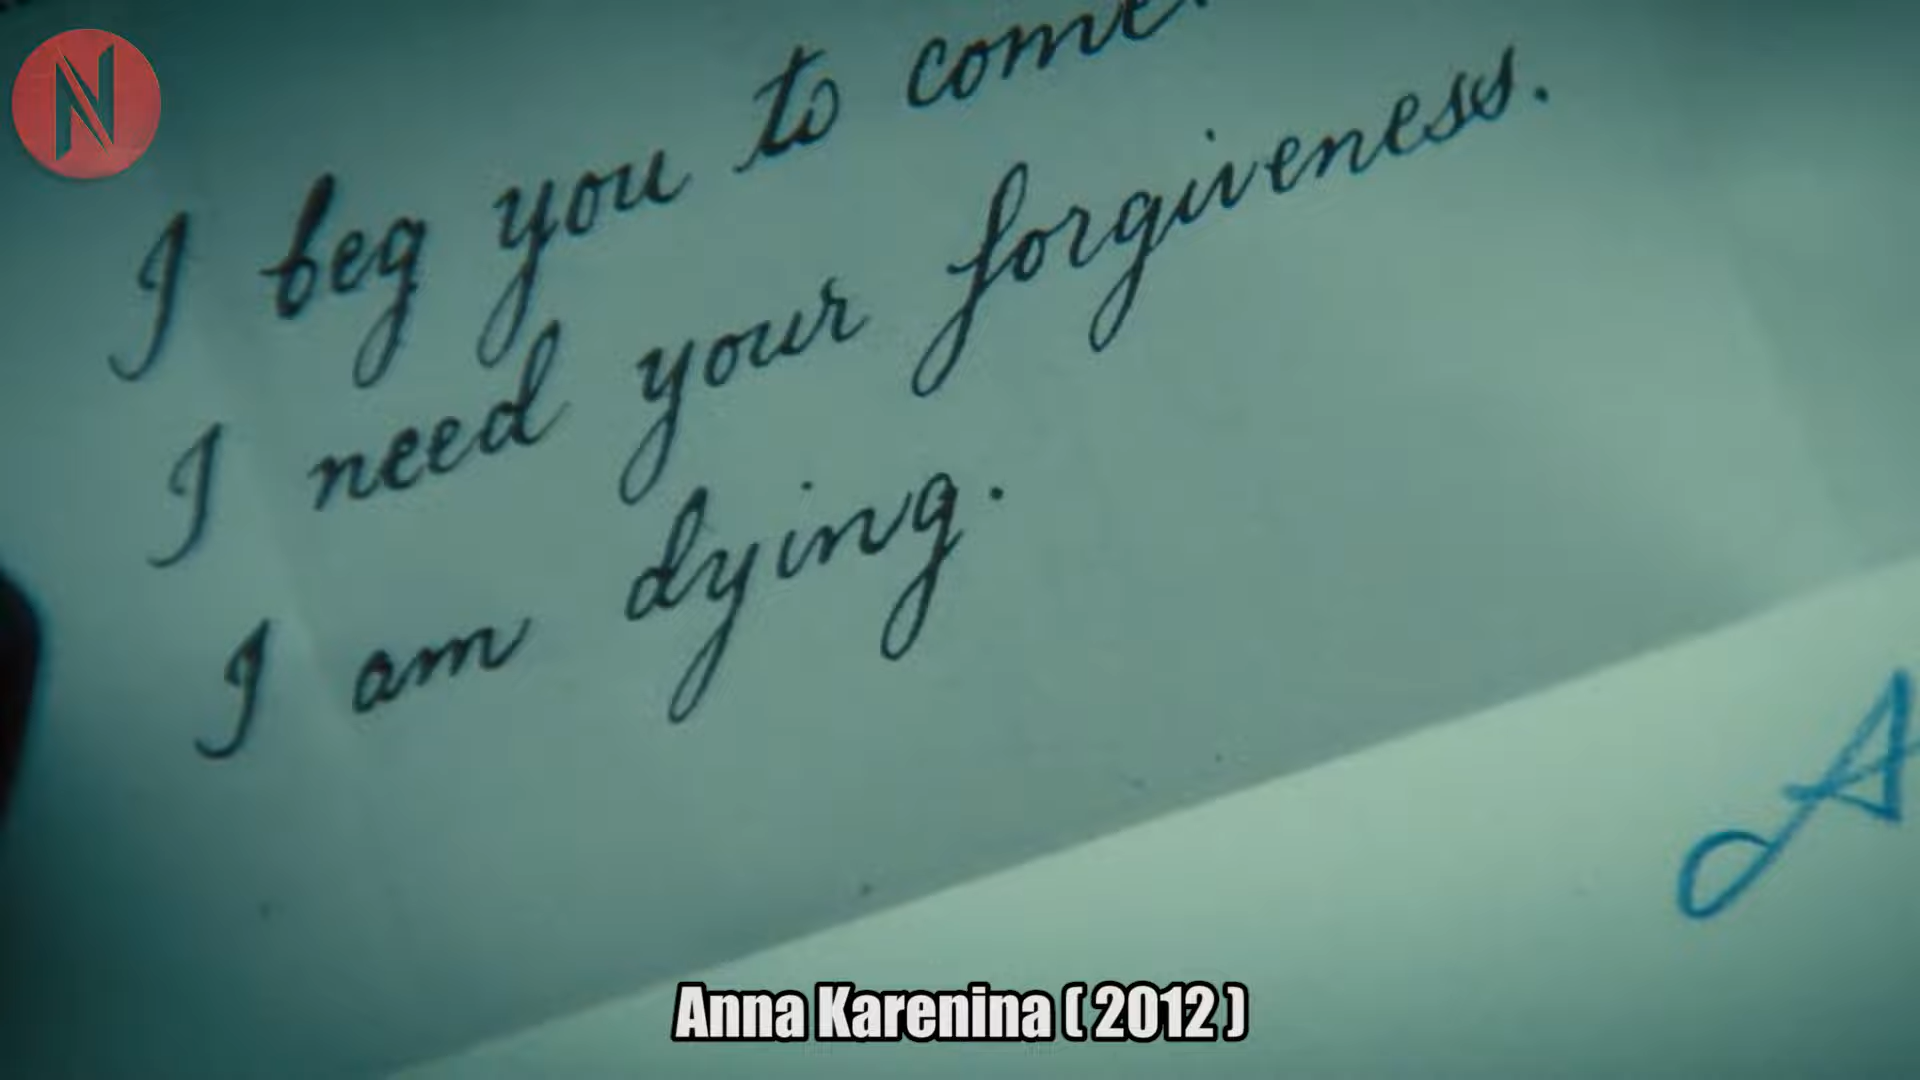 I beg you to come.
I need your forgiveness.
I am dying.
A
Anna Karenina ( 2012 )
N